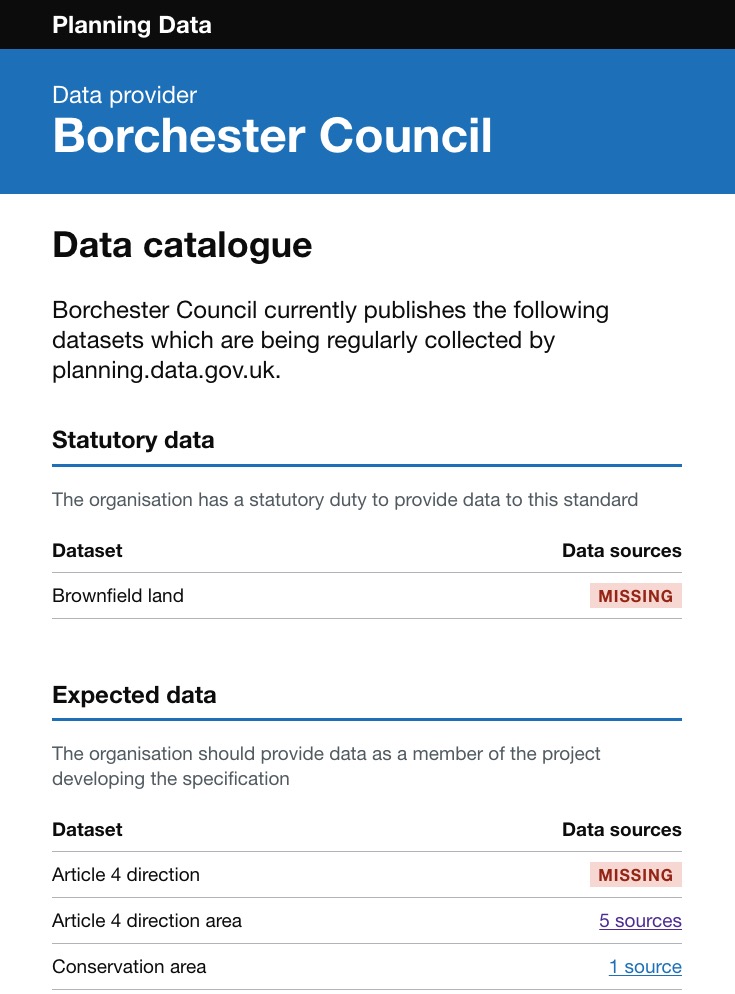 Planning Data
Data provider
Borchester Council
Data catalogue
Borchester Council currently publishes the following
datasets which are being regularly collected by
planning.data.gov.uk.
Statutory data
The organisation has a statutory duty to provide data to this standard
Dataset Data sources
Brownfield land MISSING
Expected data
The organisation should provide data as a member of the project
developing the specification
Dataset Data sources
Article 4 direction MISSING
Article 4 direction area 5 sources
Conservation area 1 source